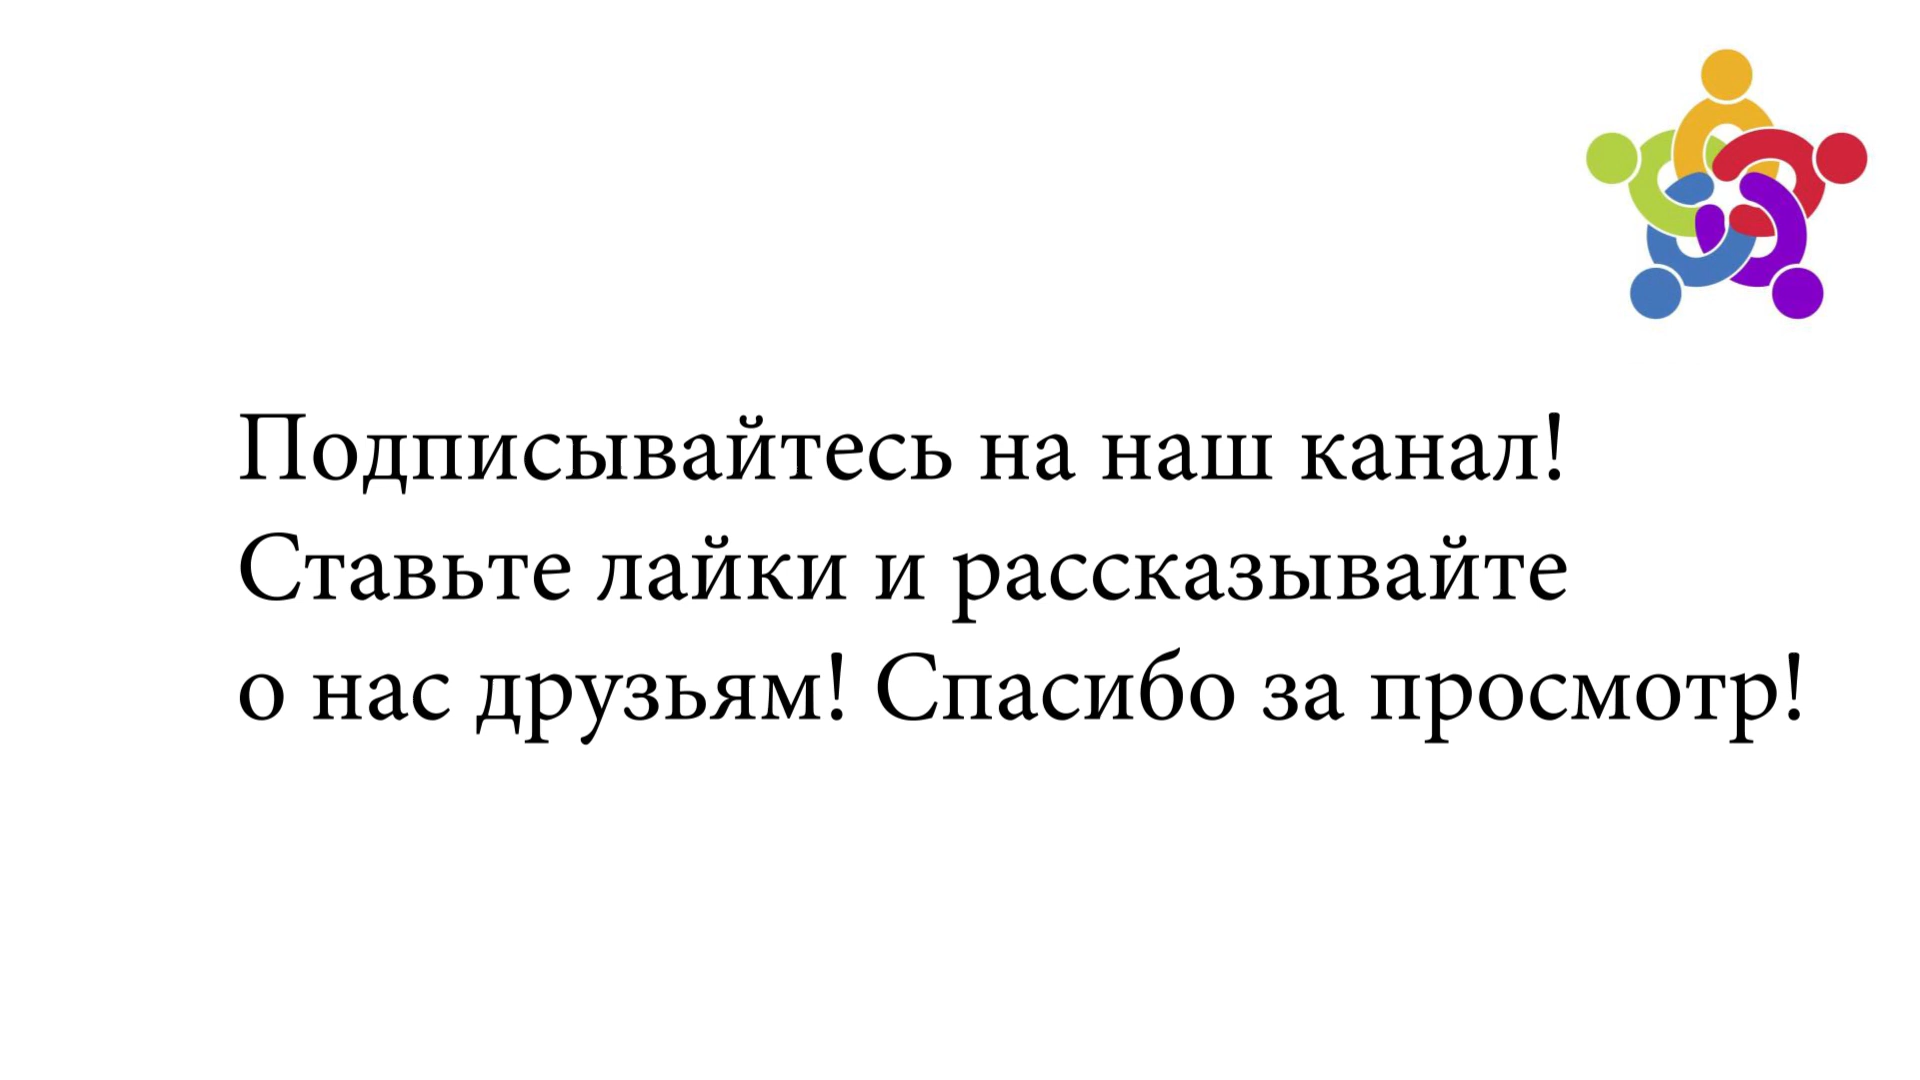 Подписывайтесь на наш канал!
Ставьте лайки и рассказывайте
о нас друзьям! Спасибо за просмотр!